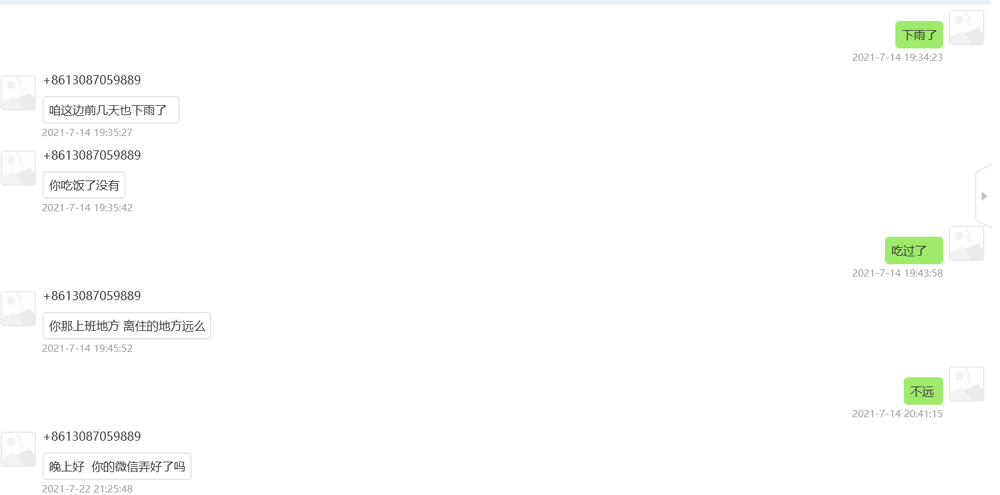 下雨了
2021-7-14 19:34:23
+8613087059889
咱这边前几天也下雨了
2021-7-14 19:35:27
+8613087059889
你吃饭了没有
2021-7-14 19:35:42
吃过了
2021-7-14 19:43:58
+8613087059889
你那上班地方 离住的地方远么
2021-7-14 19:45:52
不远
2021-7-14 20:41:15
+8613087059889
晚上好  你的微信弄好了吗
2021-7-22 21:25:48